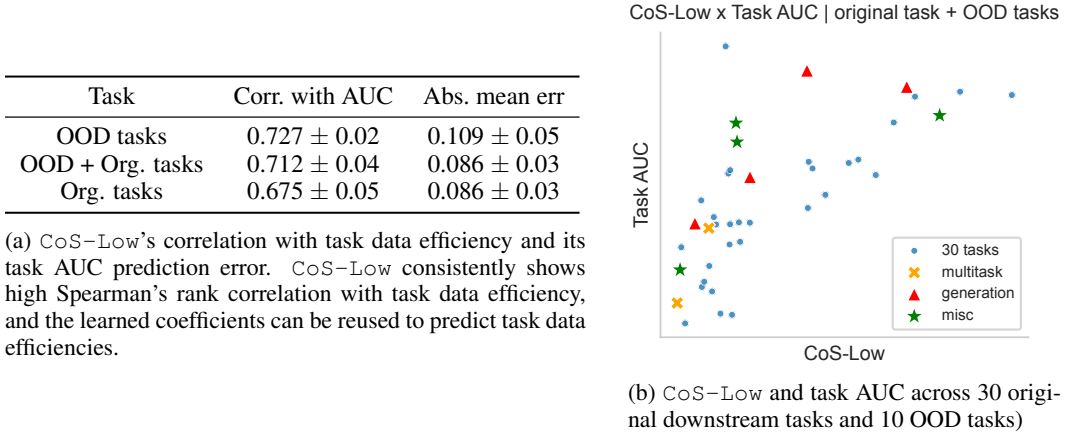 Task Corr. with AUC Abs. mean err
OOD tasks 0.727 ± 0.02 0.109 ± 0.05
OOD + Org. tasks 0.712 ± 0.04 0.086 ± 0.03
Org. tasks 0.675 ± 0.05 0.086 ± 0.03
(a) CoS-Low's correlation with task data efficiency and its
task AUC prediction error. CoS-Low consistently shows
high Spearman's rank correlation with task data efficiency,
and the learned coefficients can be reused to predict task data
efficiencies.
CoS-Low x Task AUC | original task + OOD tasks
Task AUC
30 tasks
multitask
generation
misc
CoS-Low
(b) CoS-Low and task AUC across 30 origi-
nal downstream tasks and 10 OOD tasks)